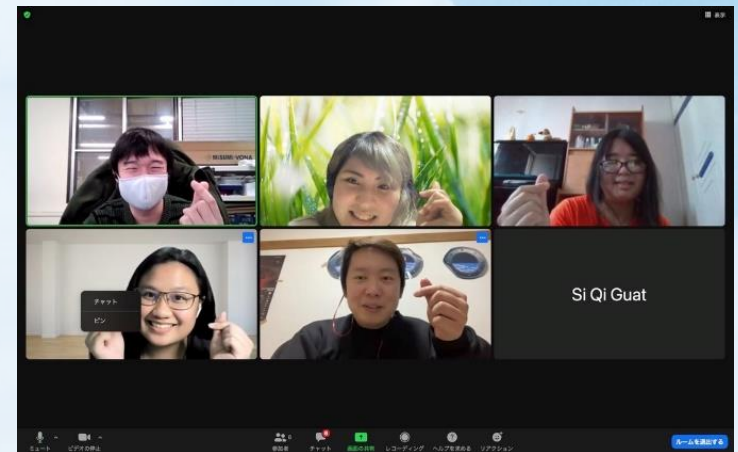 表示
チャット
ピン
Si Qi Guat
ミュート
ビデオの停止
参加者
チャット
画面の共有
レコーディング
ヘルプを求める
リアクション
ルームを退出する